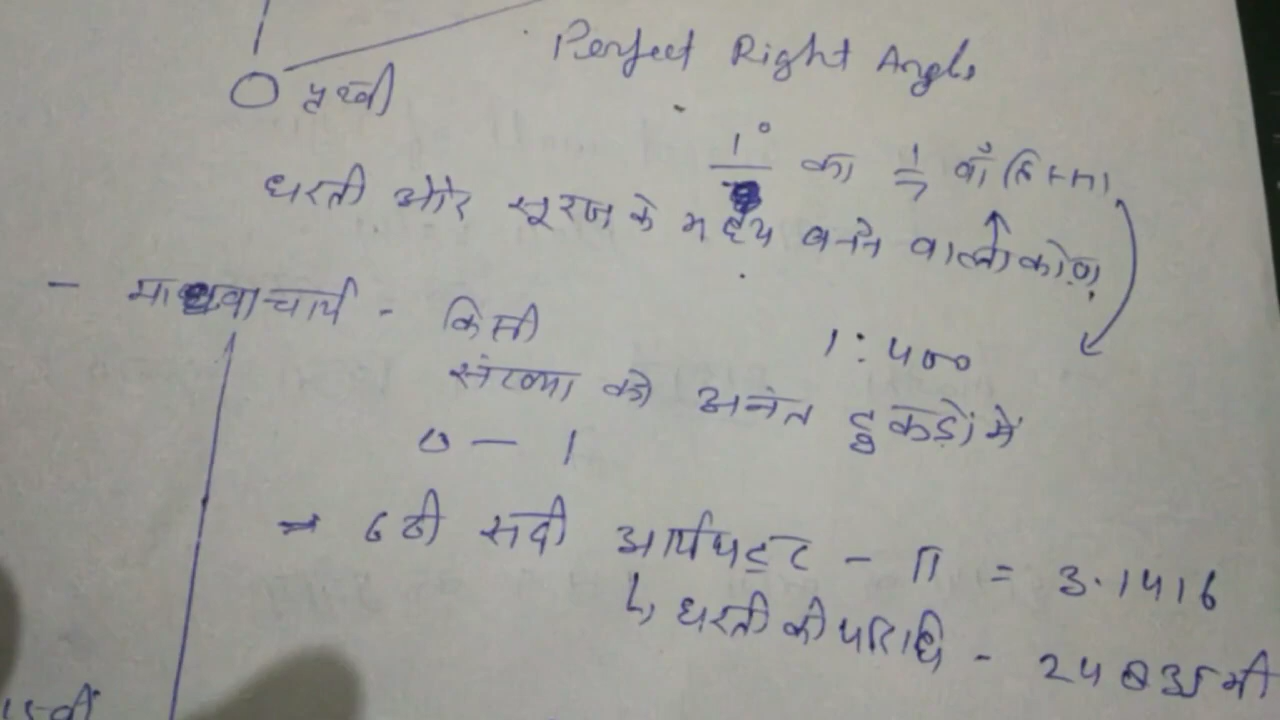 Perfect Right Angle
पृथ्वी
1° का 1/7 वाँ हिस्सा
धरती और सूरज के मध्य बनने वाला कोण
- माधवाचार्य - किसी
1:400
संख्या को अनंत टुकड़ों में
0 - 1
→ 6ठी सदी आर्यभट्ट - π = 3.1416
↳ धरती की परिधि - 24835 मी